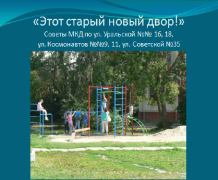 «Этот старый новый двор!»
Советы МКД по ул. Уральской №№ 16, 18,
ул. Космонавтов №№9, 11, ул. Советской №35